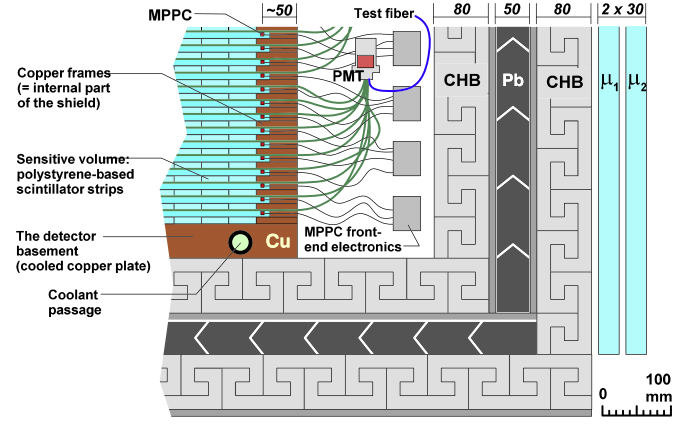 MPPC
~50
Test fiber
80
50
80
2 x 30
Copper frames
(= internal part
of the shield)
PMT
CHB
Pb
CHB
μ1
μ2
Sensitive volume:
polystyrene-based
scintillator strips
The detector
basement
(cooled copper plate)
Cu
MPPC front-
end electronics
Coolant
passage
0
100
mm